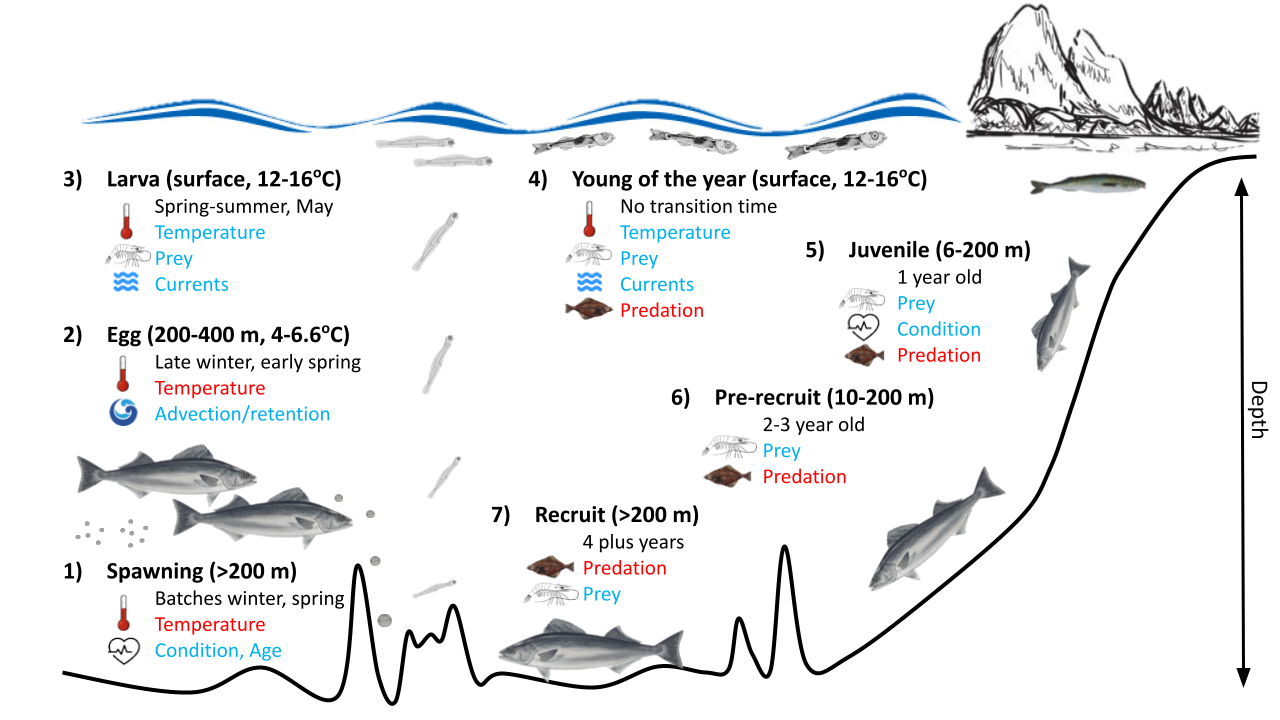 3) Larva (surface, 12-16ºC)
Spring-summer, May
Temperature
Prey
Currents
4) Young of the year (surface, 12-16ºC)
No transition time
Temperature
Prey
Currents
Predation
5) Juvenile (6-200 m)
1 year old
Prey
Condition
Predation
2) Egg (200-400 m, 4-6.6ºC)
Late winter, early spring
Temperature
Advection/retention
6) Pre-recruit (10-200 m)
2-3 year old
Prey
Predation
7) Recruit (>200 m)
4 plus years
Predation
Prey
1) Spawning (>200 m)
Batches winter, spring
Temperature
Condition, Age
Depth